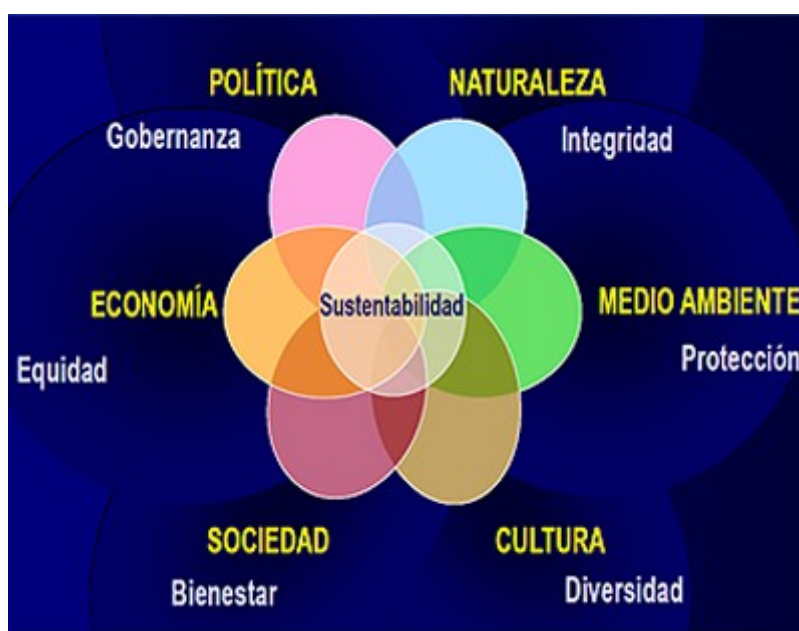 POLÍTICA
NATURALEZA
Gobernanza
Integridad
ECONOMÍA
Sustentabilidad
MEDIO AMBIENTE
Equidad
Protección
SOCIEDAD
CULTURA
Bienestar
Diversidad